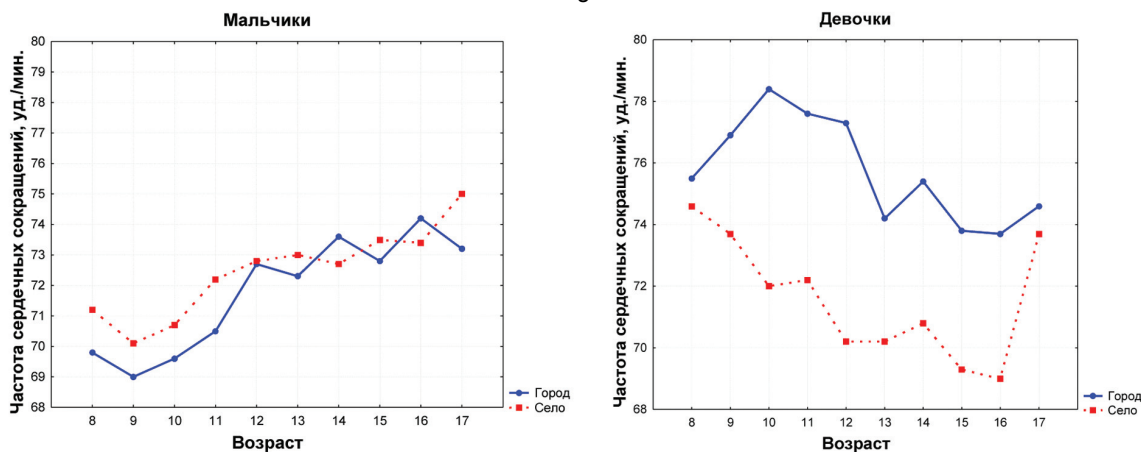 Мальчики
Частота сердечных сокращений, уд./мин.
80
79
78
77
76
75
74
73
72
71
70
69
68
8 9 10 11 12 13 14 15 16 17
Возраст
Город
Село
Девочки
Частота сердечных сокращений, уд./мин.
80
78
76
74
72
70
68
8 9 10 11 12 13 14 15 16 17
Возраст
Город
Село